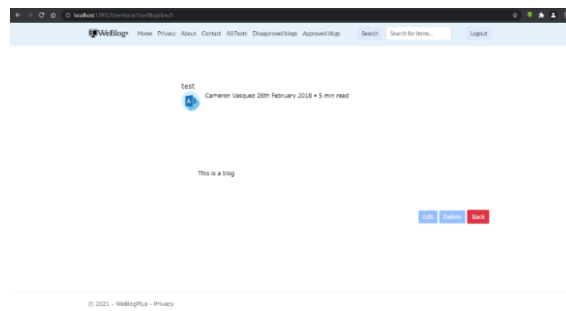 localhost
WeBlog+ Home Privacy About Contact All Posts Disapproved blogs Approved blogs Search Search for items... Logout
test
Cameron Vasquez 28th February 2018 • 5 min read
This is a blog
Edit Delete Back
© 2021 - WeBlogPlus - Privacy